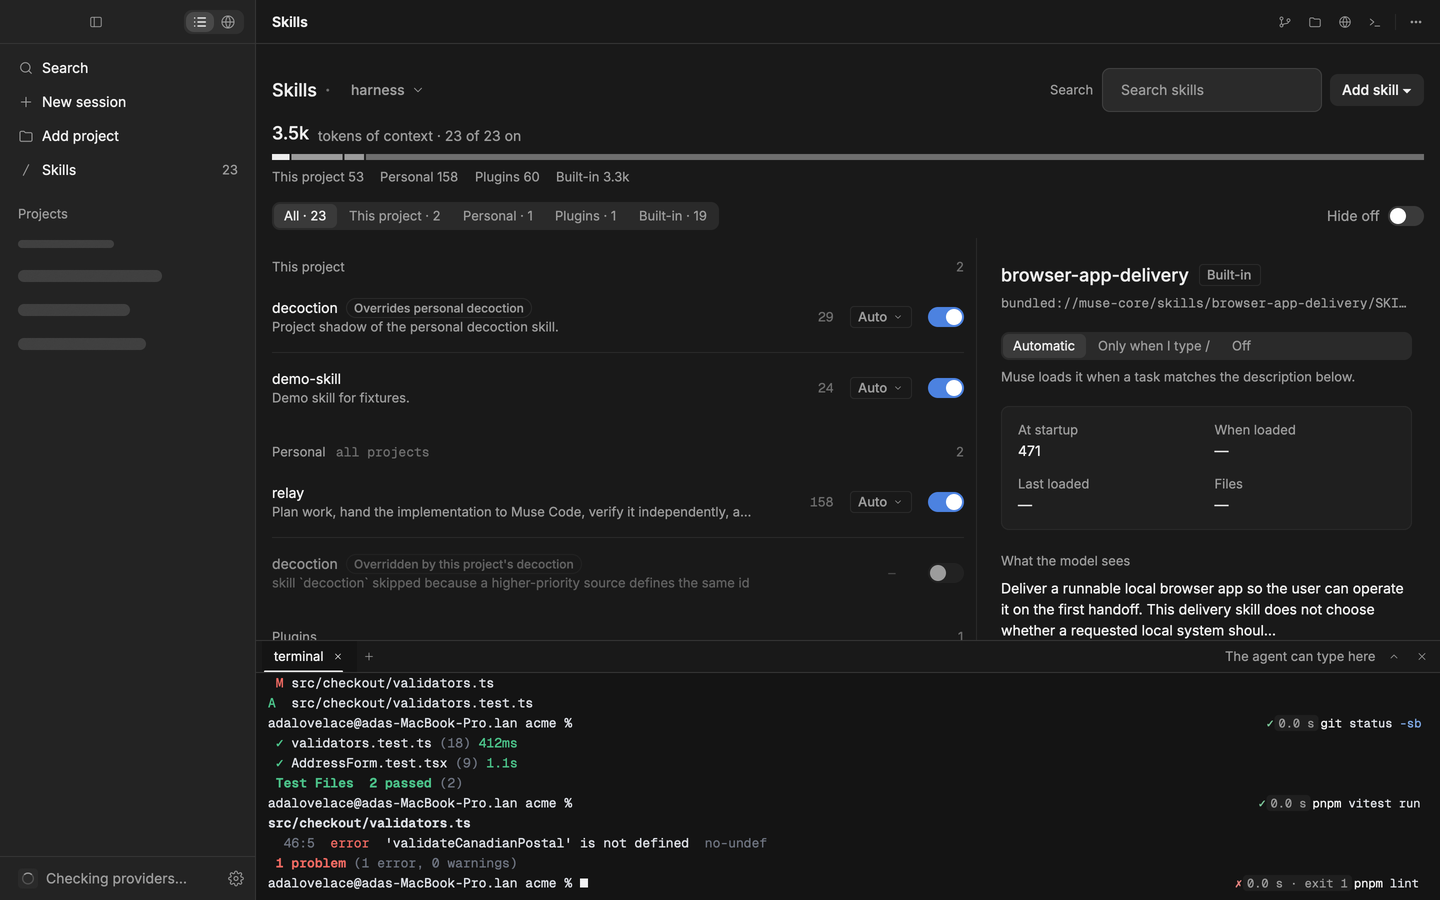 Search
New session
Add project
Skills 23
Projects
Checking providers...
Skills
Skills · harness
Search Search skills Add skill
3.5k tokens of context · 23 of 23 on
This project 53 Personal 158 Plugins 60 Built-in 3.3k
All · 23 This project · 2 Personal · 1 Plugins · 1 Built-in · 19 Hide off
This project 2
decoction Overrides personal decoction
Project shadow of the personal decoction skill.
29 Auto
demo-skill
Demo skill for fixtures.
24 Auto
Personal all projects 2
relay
Plan work, hand the implementation to Muse Code, verify it independently, a...
158 Auto
decoction Overridden by this project's decoction
skill `decoction` skipped because a higher-priority source defines the same id
–
Plugins 1
browser-app-delivery Built-in
bundled://muse-core/skills/browser-app-delivery/SKI…
Automatic Only when I type / Off
Muse loads it when a task matches the description below.
At startup When loaded
471 —
Last loaded Files
— —
What the model sees
Deliver a runnable local browser app so the user can operate
it on the first handoff. This delivery skill does not choose
whether a requested local system shoul...
terminal × + The agent can type here
M src/checkout/validators.ts
A src/checkout/validators.test.ts
adalovelace@adas-MacBook-Pro.lan acme % ✓ 0.0 s git status -sb
✓ validators.test.ts (18) 412ms
✓ AddressForm.test.tsx (9) 1.1s
Test Files 2 passed (2)
adalovelace@adas-MacBook-Pro.lan acme % ✓ 0.0 s pnpm vitest run
src/checkout/validators.ts
46:5 error 'validateCanadianPostal' is not defined no-undef
1 problem (1 error, 0 warnings)
adalovelace@adas-MacBook-Pro.lan acme % ✗ 0.0 s · exit 1 pnpm lint